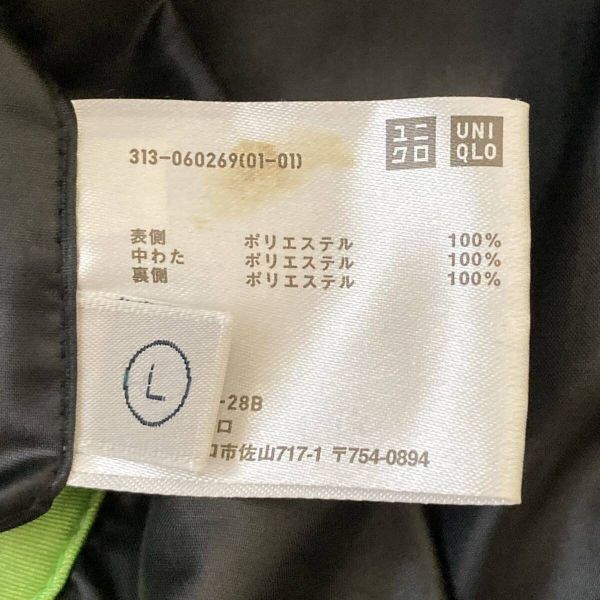 ユニ
クロ
UNI
QLO
313-060269(01-01)
表側 ポリエステル 100%
中わた ポリエステル 100%
裏側 ポリエステル 100%
L
-28B
ロ
口市佐山717-1 〒754-0894